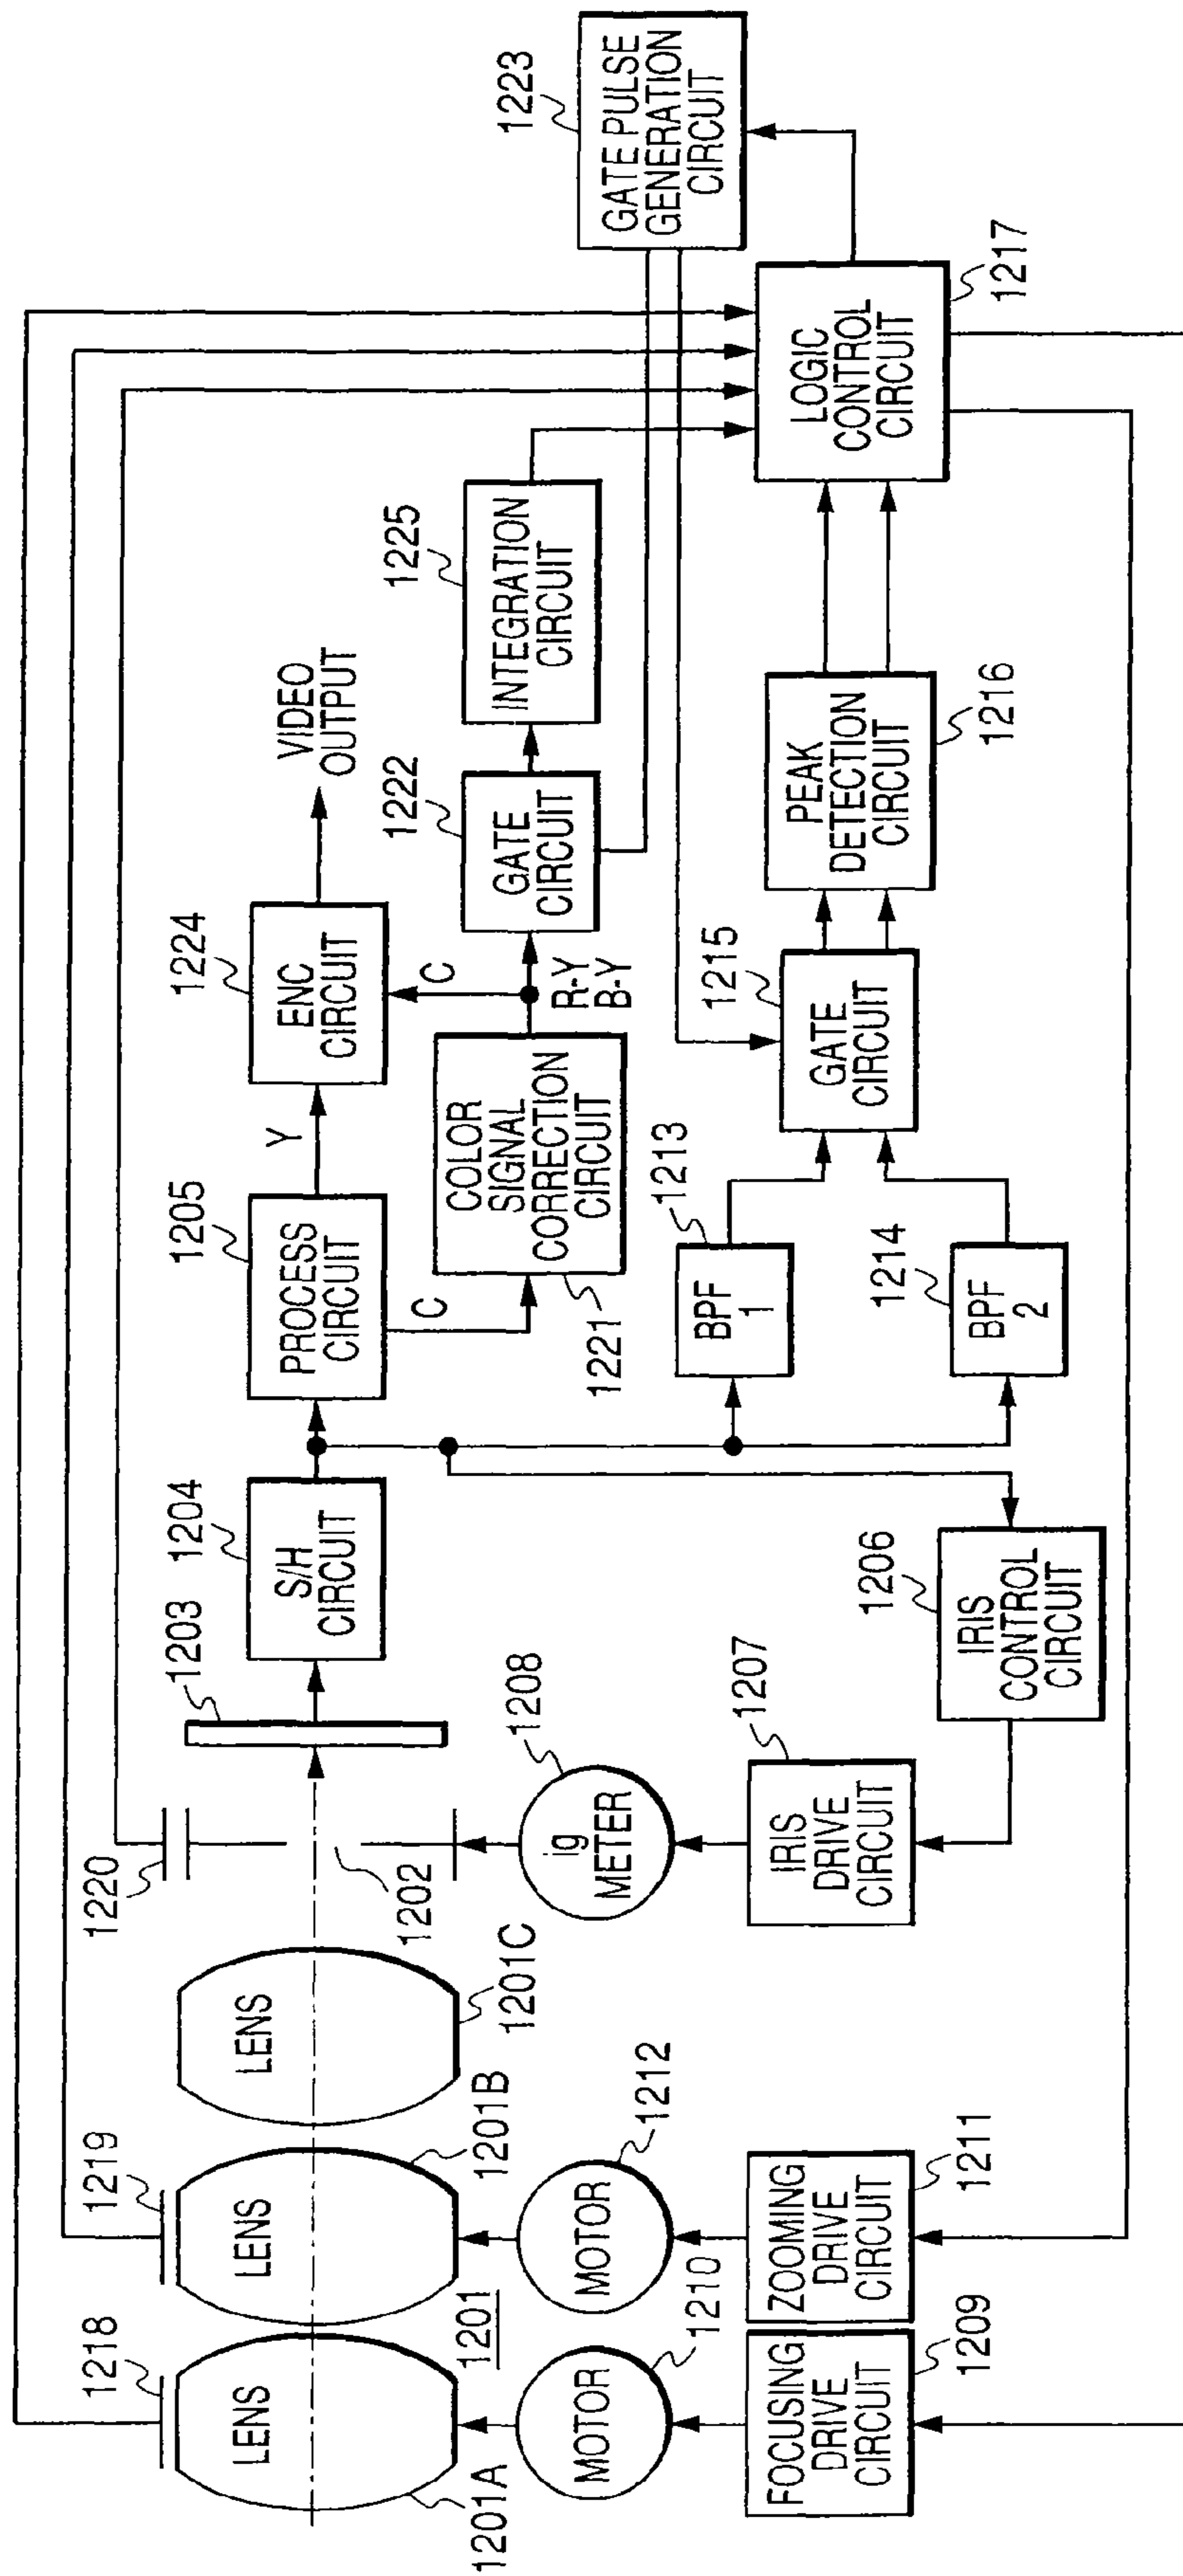 1218
1219
1220
LENS
LENS
LENS
1201A
1201
1201B
1201C
1202
1203
1204
S/H
CIRCUIT
1205
PROCESS
CIRCUIT
Y
C
1224
ENC
CIRCUIT
VIDEO
OUTPUT
COLOR
SIGNAL
CORRECTION
CIRCUIT
1221
C
R-Y
B-Y
1222
GATE
CIRCUIT
1225
INTEGRATION
CIRCUIT
1223
GATE PULSE
GENERATION
CIRCUIT
MOTOR
1210
MOTOR
1212
ig
METER
1208
FOCUSING
DRIVE
CIRCUIT
1209
ZOOMING
DRIVE
CIRCUIT
1211
IRIS
DRIVE
CIRCUIT
1207
IRIS
CONTROL
CIRCUIT
1206
BPF
1
1213
BPF
2
1214
GATE
CIRCUIT
1215
PEAK
DETECTION
CIRCUIT
1216
LOGIC
CONTROL
CIRCUIT
1217